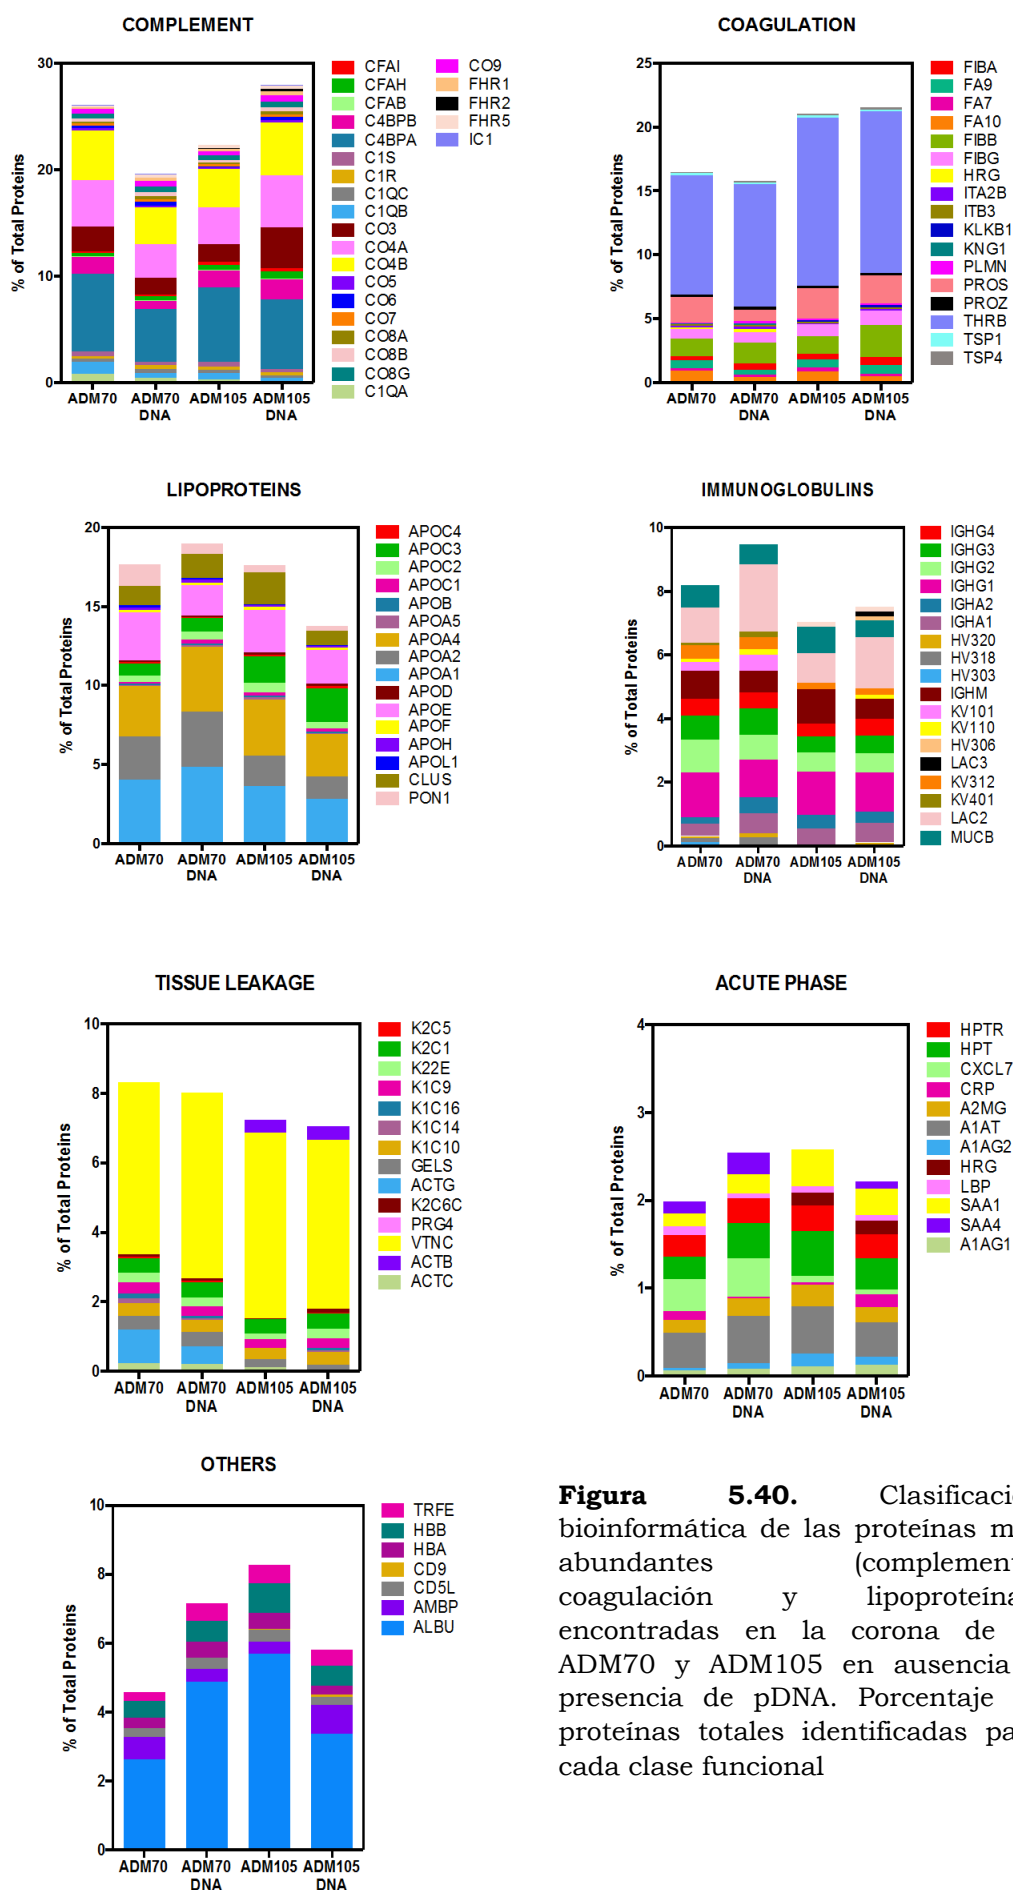 COMPLEMENT
% of Total Proteins
30
20
10
0
ADM70
ADM70 DNA
ADM105
ADM105 DNA
CFAI
CFAH
CFAB
C4BPB
C4BPA
C1S
C1R
C1QC
C1QB
CO3
CO4A
CO4B
CO5
CO6
CO7
CO8A
CO8B
CO8G
C1QA
CO9
FHR1
FHR2
FHR5
IC1
COAGULATION
% of Total Proteins
25
20
15
10
5
0
ADM70
ADM70 DNA
ADM105
ADM105 DNA
FIBA
FA9
FA7
FA10
FIBB
FIBG
HRG
ITA2B
ITB3
KLKB1
KNG1
PLMN
PROS
PROZ
THRB
TSP1
TSP4
LIPOPROTEINS
% of Total Proteins
20
15
10
5
0
ADM70
ADM70 DNA
ADM105
ADM105 DNA
APOC4
APOC3
APOC2
APOC1
APOB
APOA5
APOA4
APOA2
APOA1
APOD
APOE
APOF
APOH
APOL1
CLUS
PON1
IMMUNOGLOBULINS
% of Total Proteins
10
8
6
4
2
0
ADM70
ADM70 DNA
ADM105
ADM105 DNA
IGHG4
IGHG3
IGHG2
IGHG1
IGHA2
IGHA1
HV320
HV318
HV303
IGHM
KV101
KV110
HV306
LAC3
KV312
KV401
LAC2
MUCB
TISSUE LEAKAGE
% of Total Proteins
10
8
6
4
2
0
ADM70
ADM70 DNA
ADM105
ADM105 DNA
K2C5
K2C1
K22E
K1C9
K1C16
K1C14
K1C10
GELS
ACTG
K2C6C
PRG4
VTNC
ACTB
ACTC
ACUTE PHASE
% of Total Proteins
4
3
2
1
0
ADM70
ADM70 DNA
ADM105
ADM105 DNA
HPTR
HPT
CXCL7
CRP
A2MG
A1AT
A1AG2
HRG
LBP
SAA1
SAA4
A1AG1
OTHERS
% of Total Proteins
10
8
6
4
2
0
ADM70
ADM70 DNA
ADM105
ADM105 DNA
TRFE
HBB
HBA
CD9
CD5L
AMBP
ALBU
Figura 5.40. Clasificació
bioinformática de las proteínas m
abundantes (complement
coagulación y lipoproteína
encontradas en la corona de
ADM70 y ADM105 en ausencia
presencia de pDNA. Porcentaje
proteínas totales identificadas pa
cada clase funcional